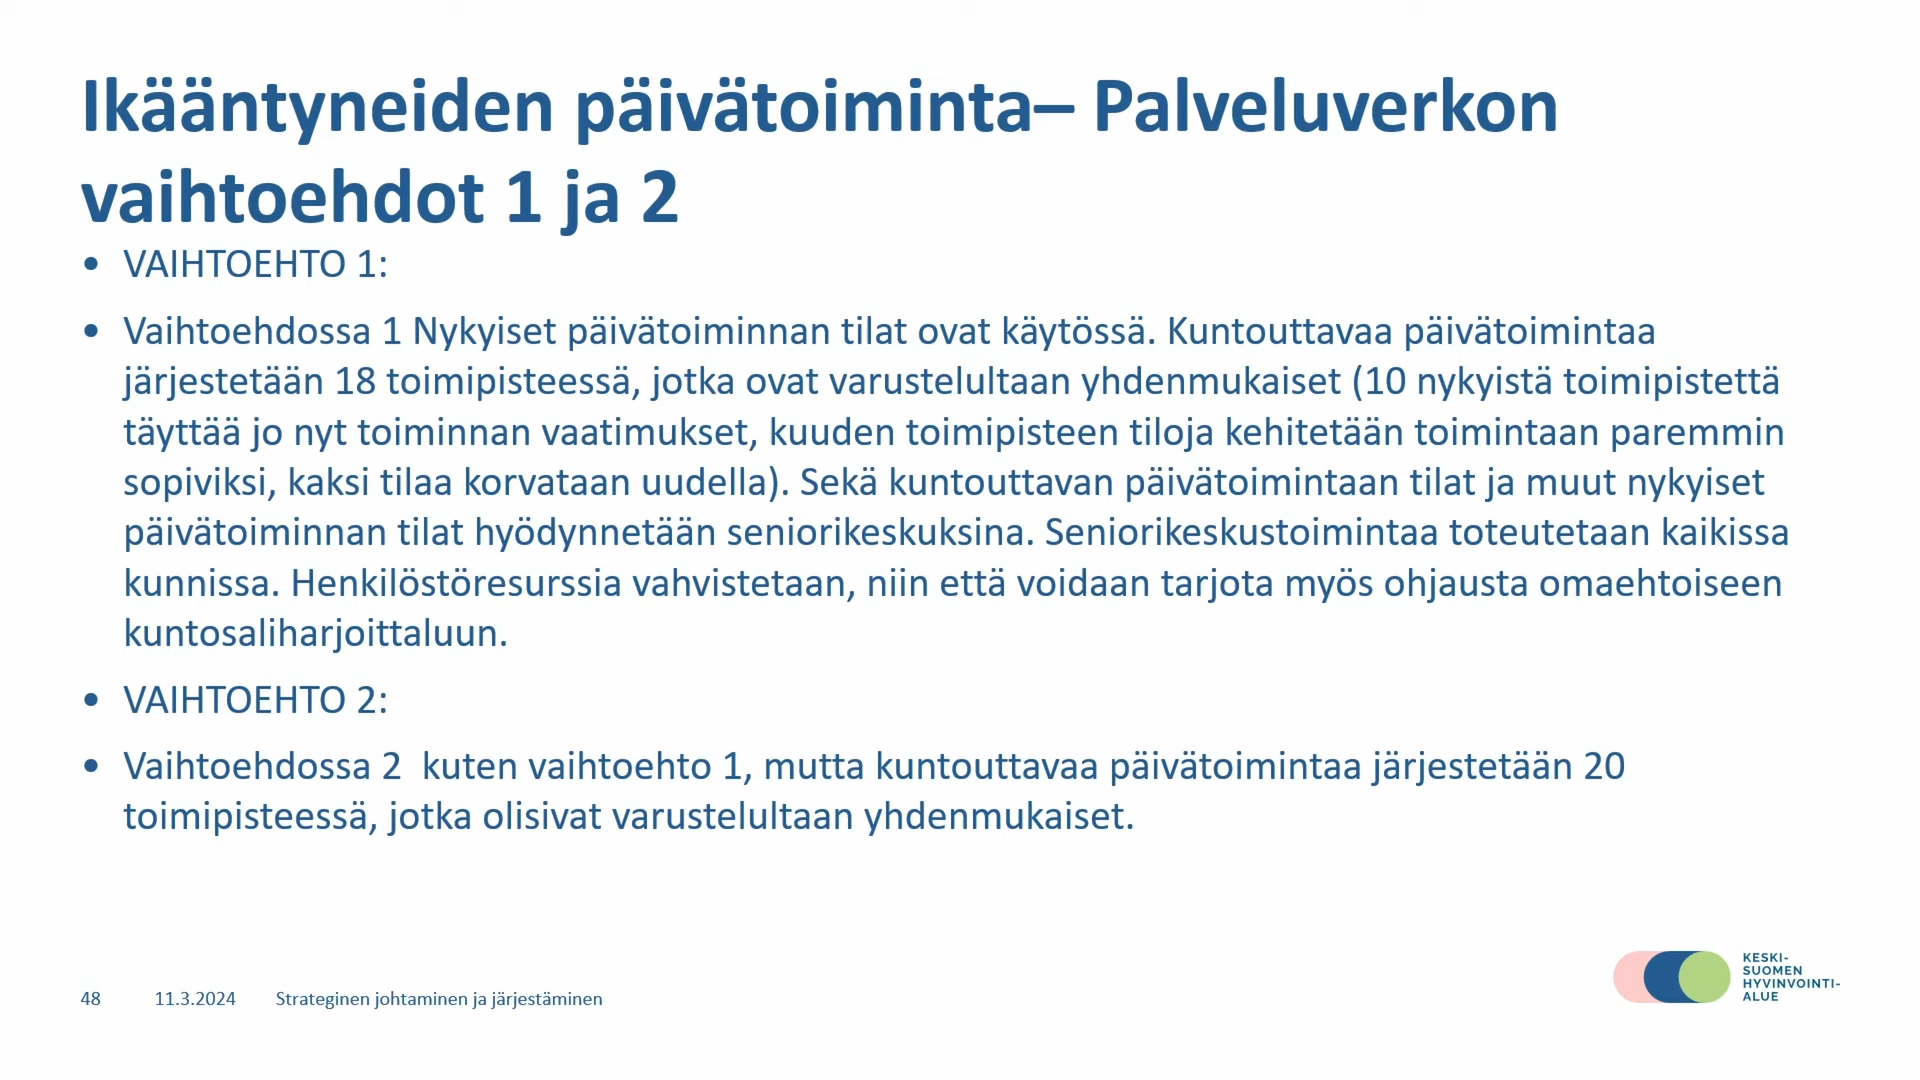 Ikääntyneiden päivätoiminta– Palveluverkon
vaihtoehdot 1 ja 2
• VAIHTOEHTO 1:
• Vaihtoehdossa 1 Nykyiset päivätoiminnan tilat ovat käytössä. Kuntouttavaa päivätoimintaa
järjestetään 18 toimipisteessä, jotka ovat varustelultaan yhdenmukaiset (10 nykyistä toimipistettä
täyttää jo nyt toiminnan vaatimukset, kuuden toimipisteen tiloja kehitetään toimintaan paremmin
sopiviksi, kaksi tilaa korvataan uudella). Sekä kuntouttavan päivätoimintaan tilat ja muut nykyiset
päivätoiminnan tilat hyödynnetään seniorikeskuksina. Seniorikeskustoimintaa toteutetaan kaikissa
kunnissa. Henkilöstöresurssia vahvistetaan, niin että voidaan tarjota myös ohjausta omaehtoiseen
kuntosaliharjoittaluun.
• VAIHTOEHTO 2:
• Vaihtoehdossa 2  kuten vaihtoehto 1, mutta kuntouttavaa päivätoimintaa järjestetään 20
toimipisteessä, jotka olisivat varustelultaan yhdenmukaiset.
48 11.3.2024 Strateginen johtaminen ja järjestäminen
KESKI-
SUOMEN
HYVINVOINTI-
ALUE